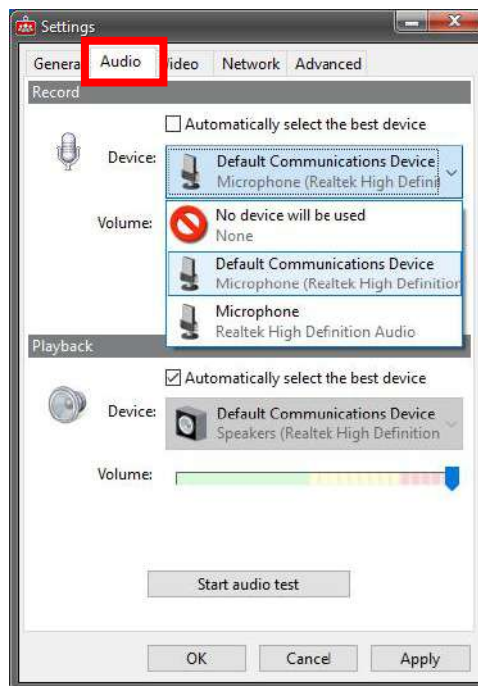 Settings
General Audio Video Network Advanced
Record
Automatically select the best device
Device:
Default Communications Device
Microphone (Realtek High Defini
Volume:
No device will be used
None
Default Communications Device
Microphone (Realtek High Definition
Microphone
Realtek High Definition Audio
Playback
Automatically select the best device
Device:
Default Communications Device
Speakers (Realtek High Definition
Volume:
Start audio test
OK Cancel Apply